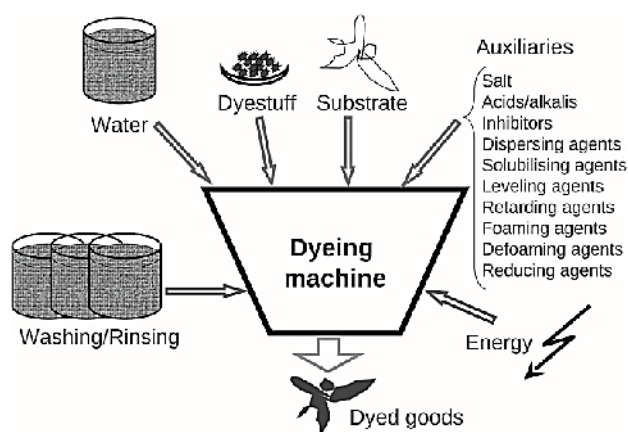 Auxiliaries
Water
Dyestuff
Substrate
Salt
Acids/alkalis
Inhibitors
Dispersing agents
Solubilising agents
Leveling agents
Retarding agents
Foaming agents
Defoaming agents
Reducing agents
Dyeing
machine
Washing/Rinsing
Energy
Dyed goods